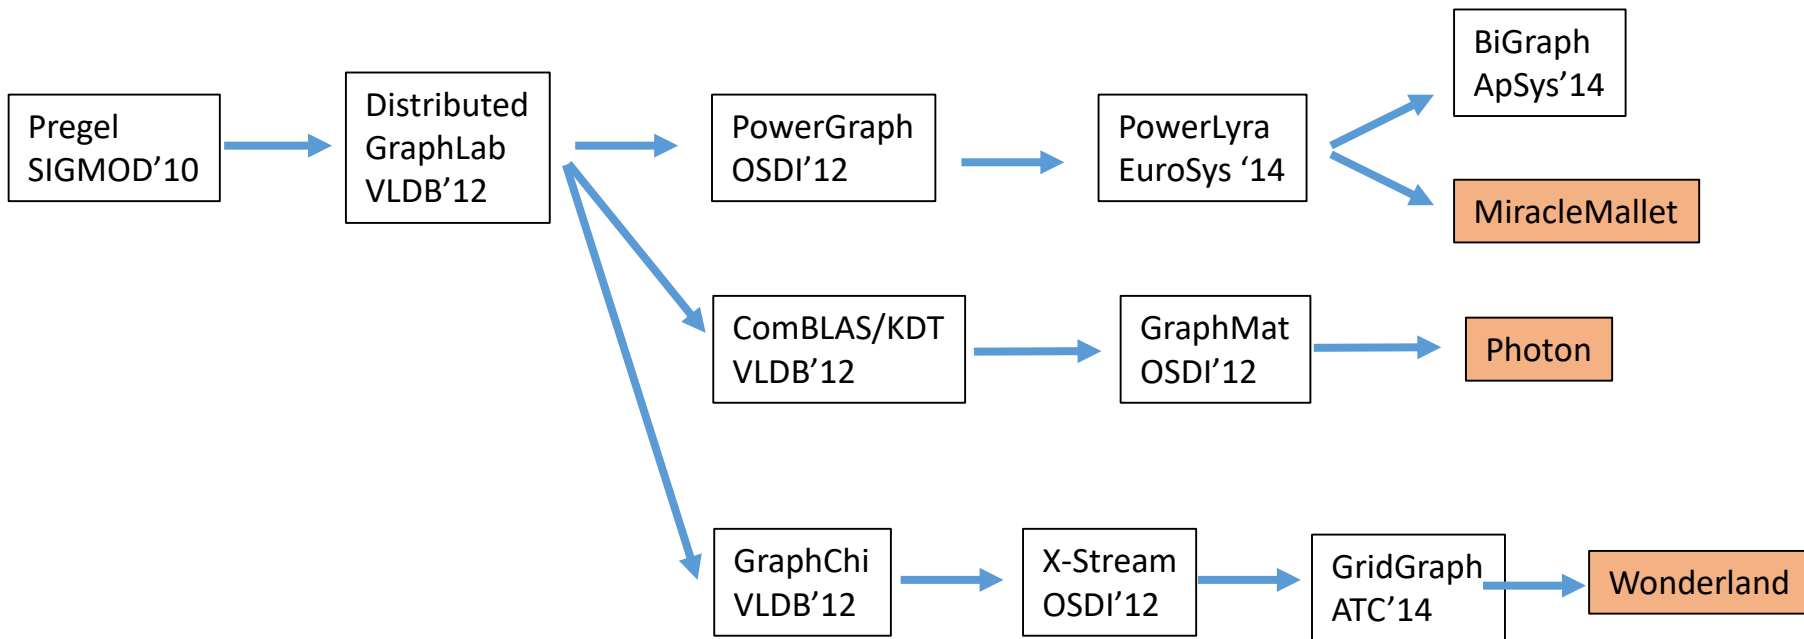 Pregel
SIGMOD’10
Distributed
GraphLab
VLDB’12
PowerGraph
OSDI’12
PowerLyra
EuroSys ‘14
BiGraph
ApSys’14
MiracleMallet
ComBLAS/KDT
VLDB’12
GraphMat
OSDI’12
Photon
GraphChi
VLDB’12
X-Stream
OSDI’12
GridGraph
ATC’14
Wonderland